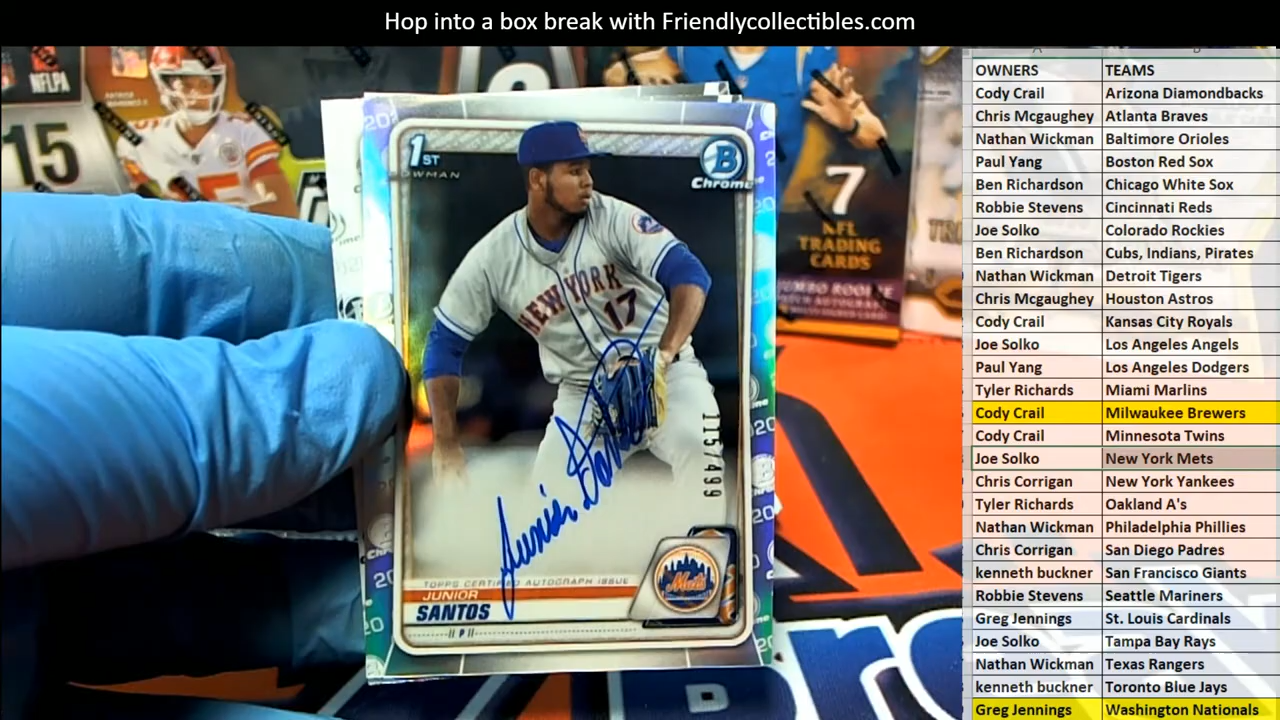 Hop into a box break with Friendlycollectibles.com
NFLPA
15
7
NFL
TRADING
CARDS
1ST
BOWMAN
B
Chrome
NEW YORK
17
115/499
Junior Santos
TOPPS CERTIFIED AUTOGRAPH ISSUE
JUNIOR
SANTOS
P
Mets
OWNERS TEAMS
Cody Crail Arizona Diamondbacks
Chris Mcgaughey Atlanta Braves
Nathan Wickman Baltimore Orioles
Paul Yang Boston Red Sox
Ben Richardson Chicago White Sox
Robbie Stevens Cincinnati Reds
Joe Solko Colorado Rockies
Ben Richardson Cubs, Indians, Pirates
Nathan Wickman Detroit Tigers
Chris Mcgaughey Houston Astros
Cody Crail Kansas City Royals
Joe Solko Los Angeles Angels
Paul Yang Los Angeles Dodgers
Tyler Richards Miami Marlins
Cody Crail Milwaukee Brewers
Cody Crail Minnesota Twins
Joe Solko New York Mets
Chris Corrigan New York Yankees
Tyler Richards Oakland A's
Nathan Wickman Philadelphia Phillies
Chris Corrigan San Diego Padres
kenneth buckner San Francisco Giants
Robbie Stevens Seattle Mariners
Greg Jennings St. Louis Cardinals
Joe Solko Tampa Bay Rays
Nathan Wickman Texas Rangers
kenneth buckner Toronto Blue Jays
Greg Jennings Washington Nationals